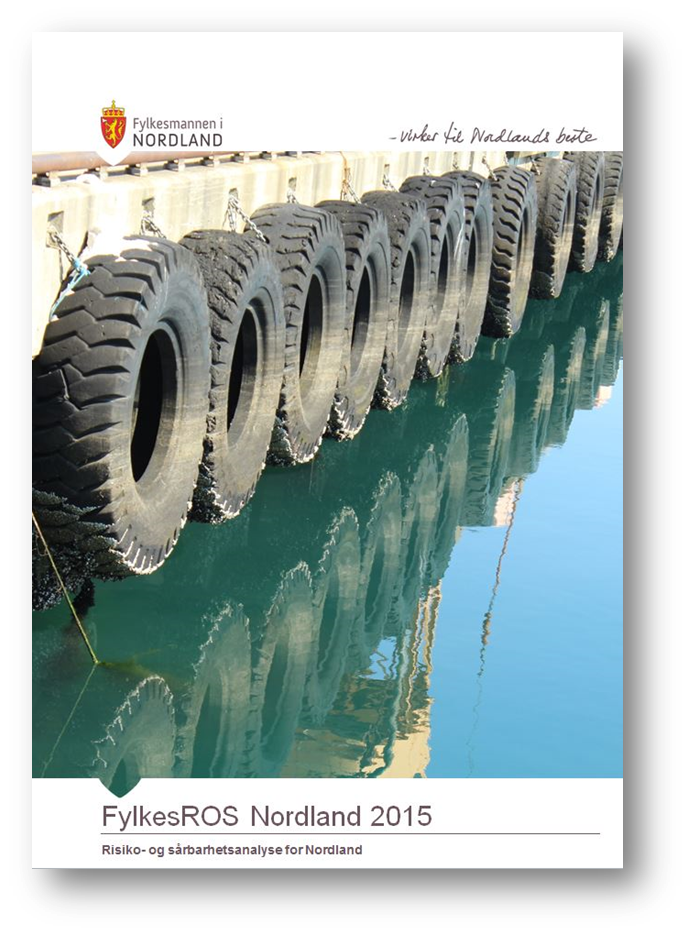 Fylkesmannen i
NORDLAND
– virker til Nordlands beste
FylkesROS Nordland 2015
Risiko- og sårbarhetsanalyse for Nordland